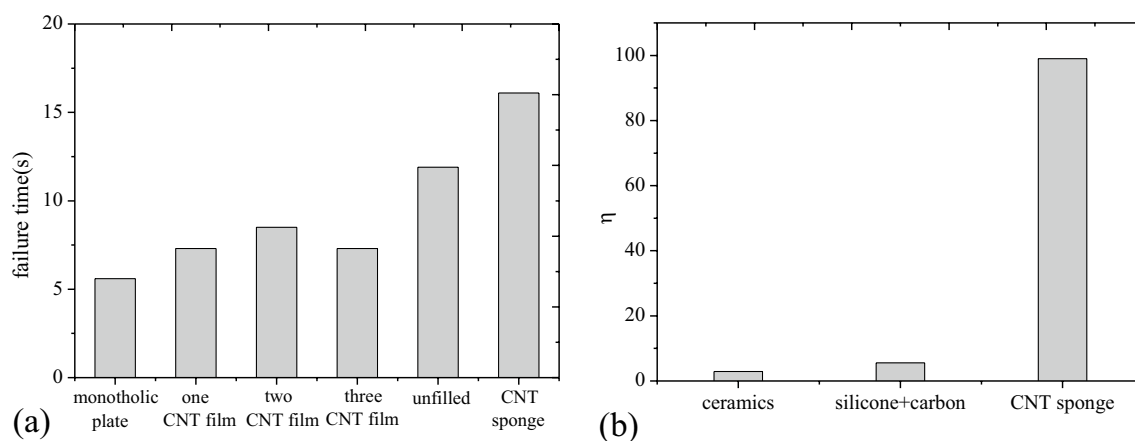 20
15
10
5
0
failure time(s)
monotholic
plate
one
CNT film
two
CNT film
three
CNT film
unfilled
CNT
sponge
(a)
100
80
60
40
20
0
η
ceramics
silicone+carbon
CNT sponge
(b)